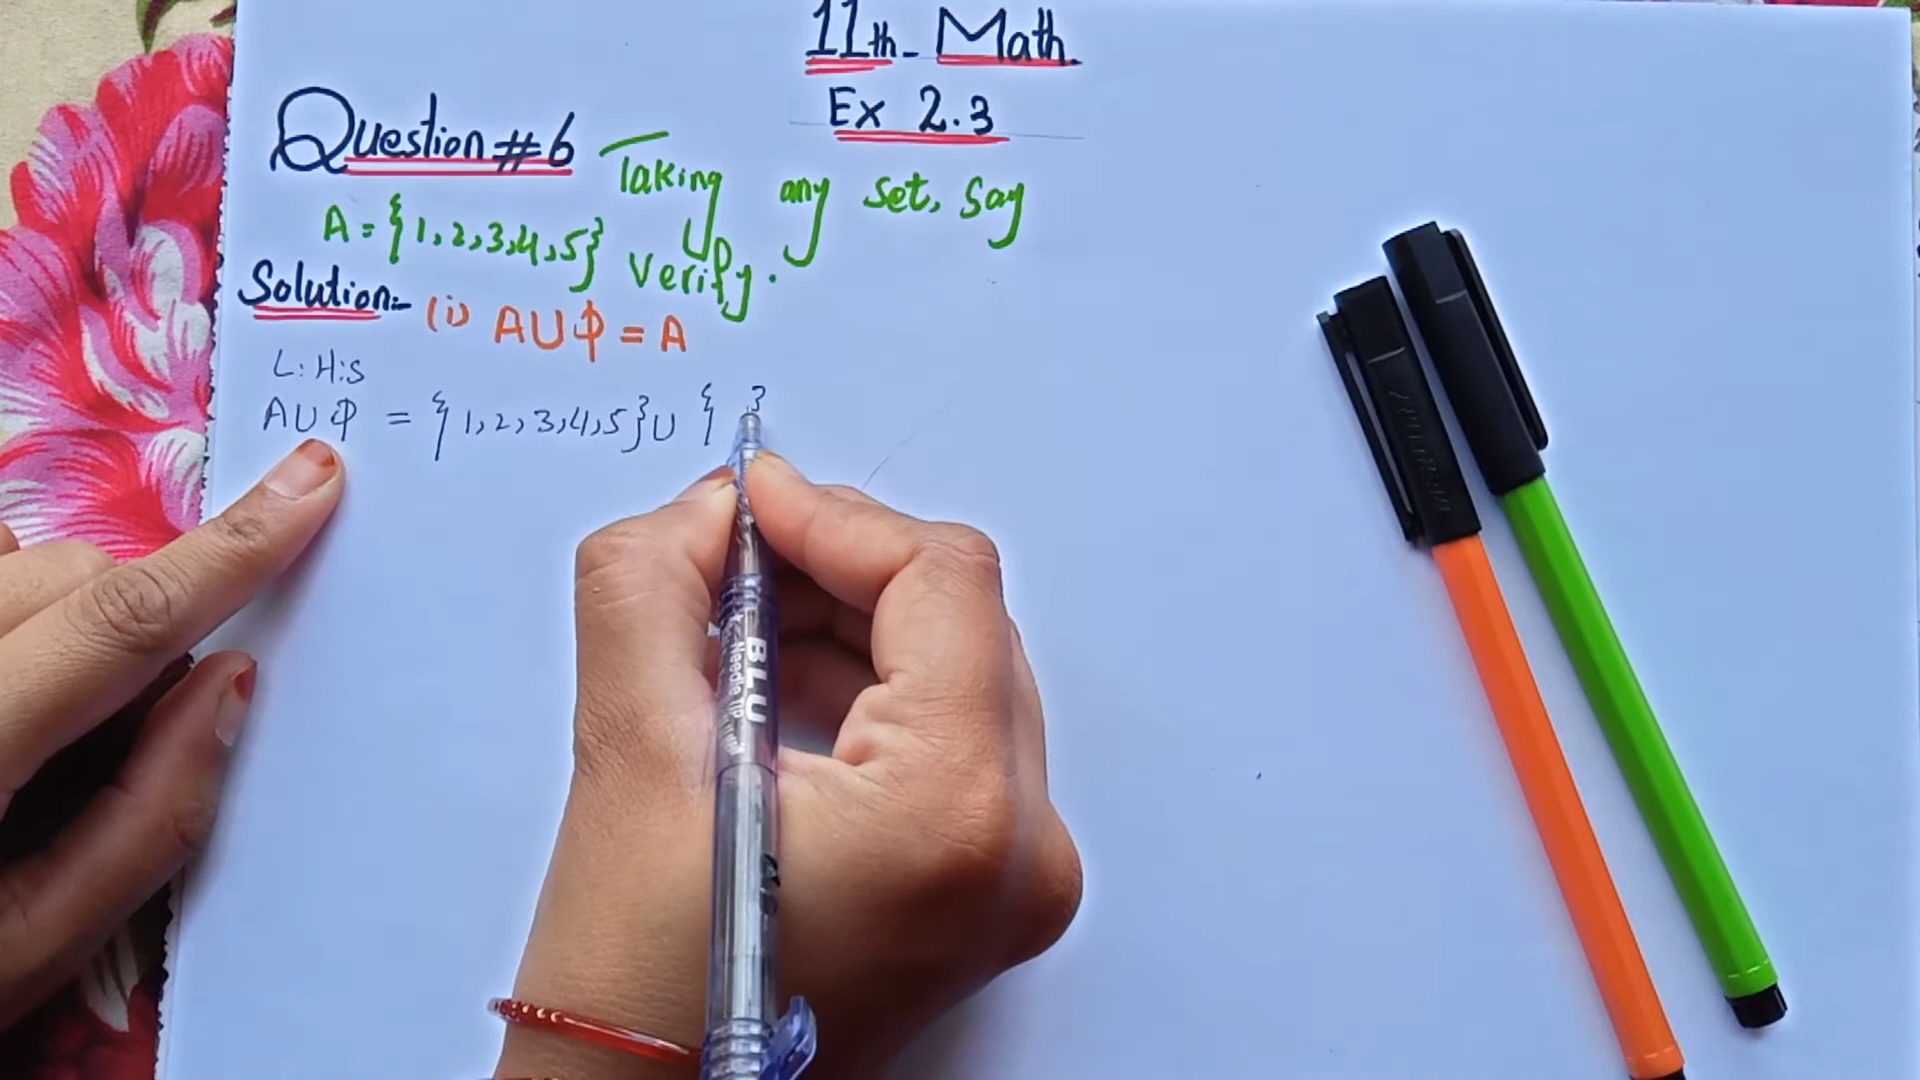 11th - Math.
Ex 2.3
Question #6 Taking any set, say
A = {1,2,3,4,5} verify.
Solution:- (i) A∪Φ = A
L:H:S
A∪Φ = {1,2,3,4,5}∪ { }
BLU
Needle TIP